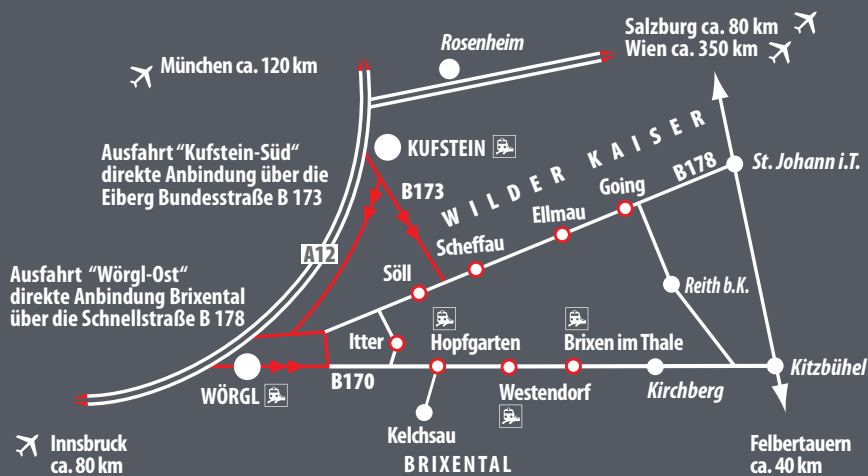 Salzburg ca. 80 km
Wien ca. 350 km
Rosenheim
München ca. 120 km
Ausfahrt “Kufstein-Süd“
direkte Anbindung über die
Eiberg Bundesstraße B 173
KUFSTEIN
WILDER KAISER
B178
St. Johann i.T.
B173
Going
Ellmau
Scheffau
A12
Söll
Ausfahrt “Wörgl-Ost“
direkte Anbindung Brixental
über die Schnellstraße B 178
Reith b.K.
Itter
Hopfgarten
Brixen im Thale
WÖRGL
B170
Westendorf
Kirchberg
Kitzbühel
Kelchsau
Innsbruck
ca. 80 km
BRIXENTAL
Felbertauern
ca. 40 km